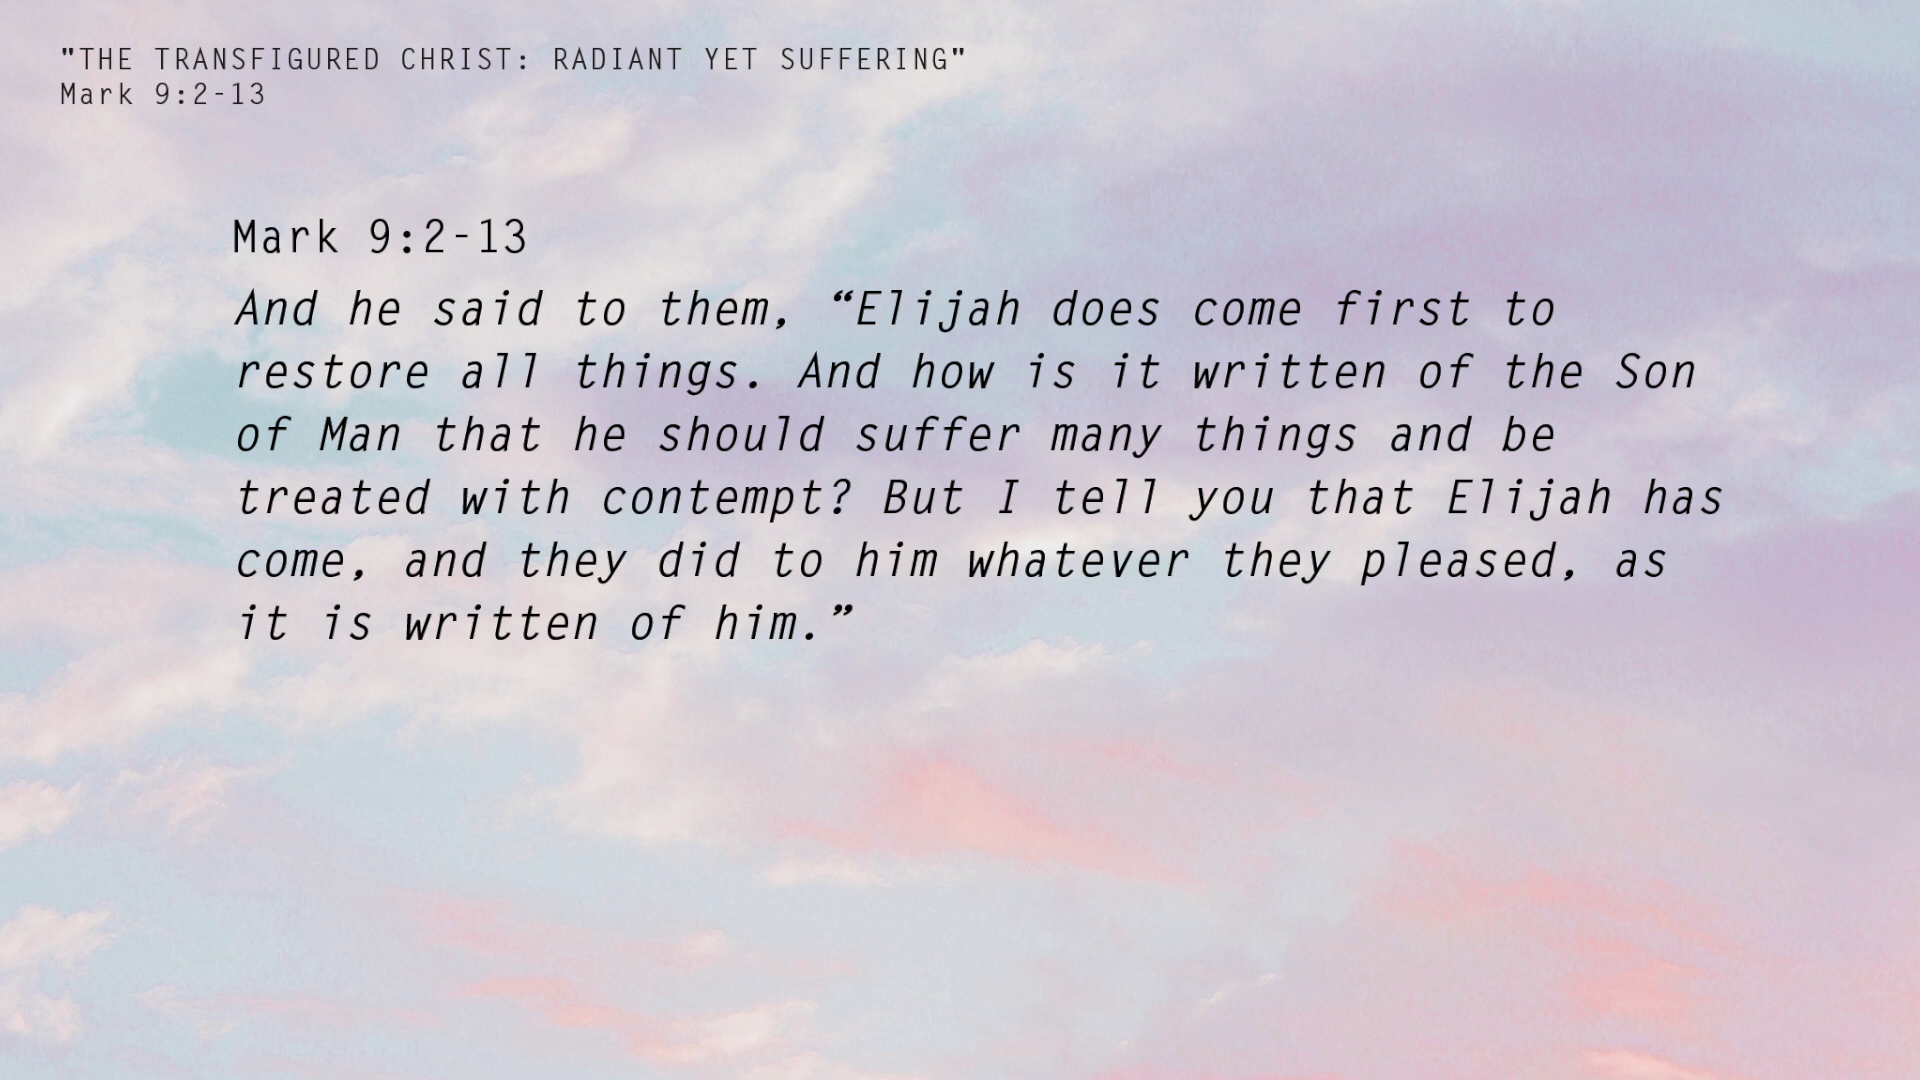 "THE TRANSFIGURED CHRIST: RADIANT YET SUFFERING"
Mark 9:2-13
Mark 9:2-13
And he said to them, “Elijah does come first to
restore all things. And how is it written of the Son
of Man that he should suffer many things and be
treated with contempt? But I tell you that Elijah has
come, and they did to him whatever they pleased, as
it is written of him.”